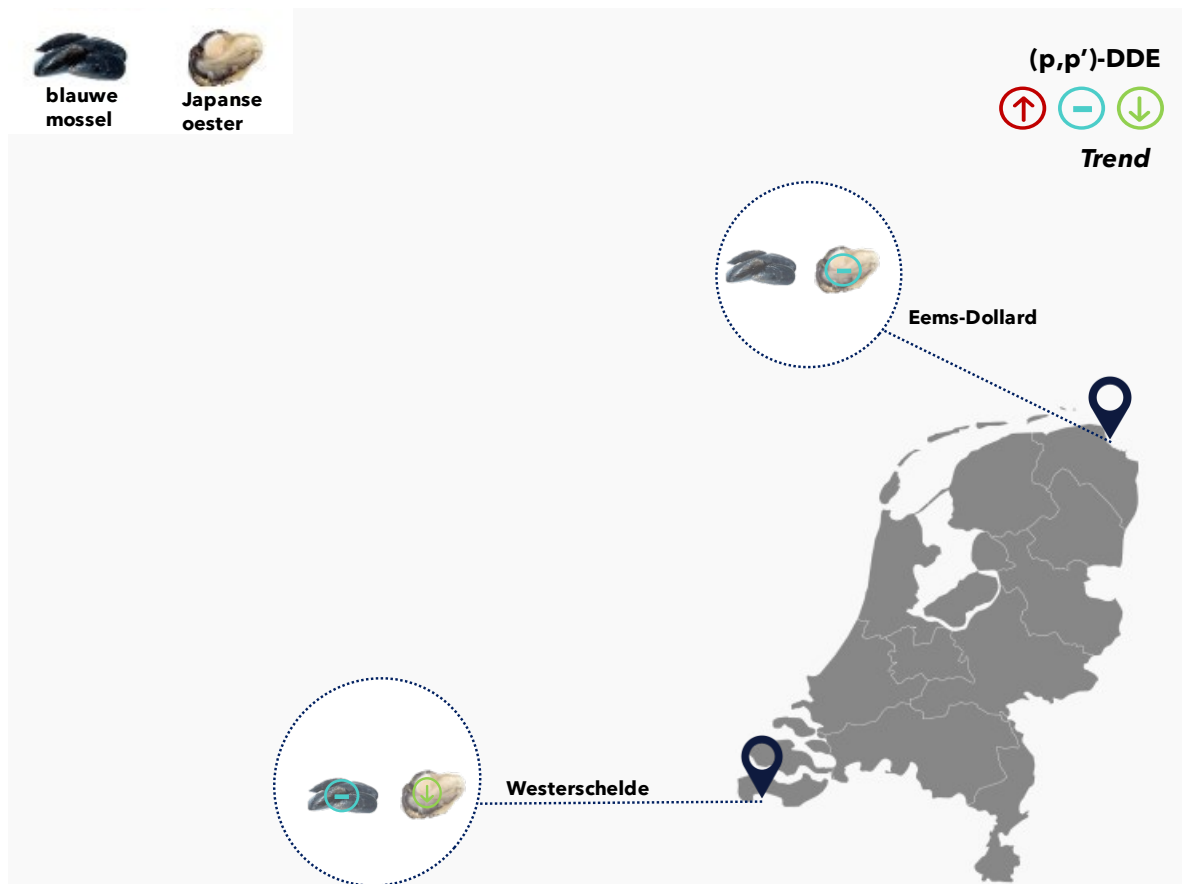 blauwe
mossel
Japanse
oester
(p,p’)-DDE
Trend
Eems-Dollard
Westerschelde